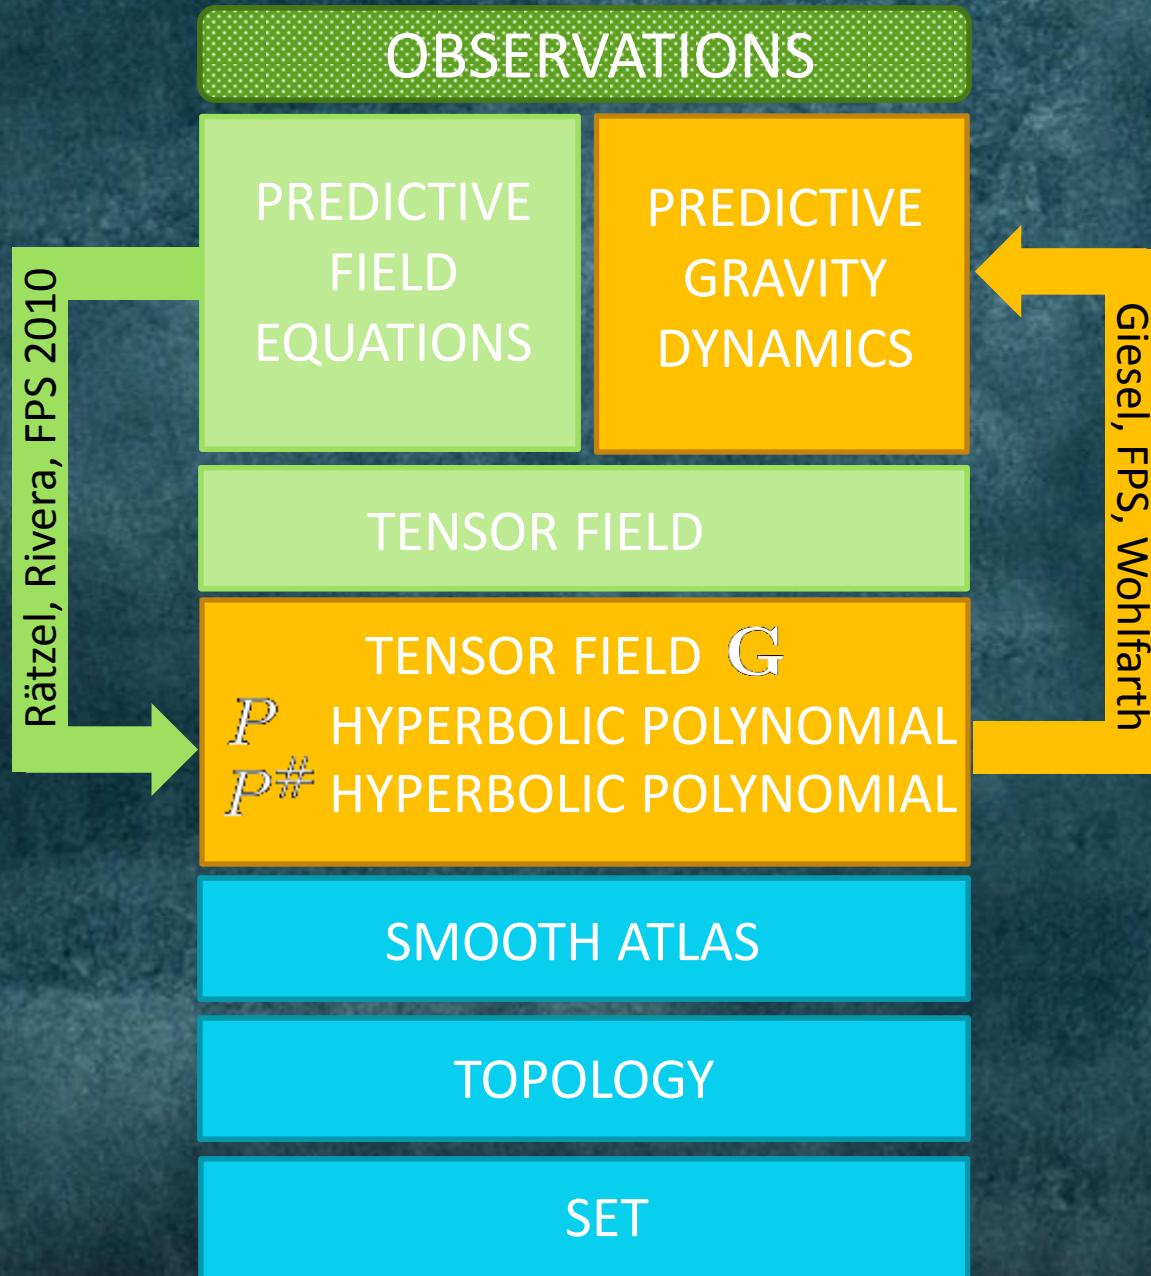 OBSERVATIONS
PREDICTIVE
FIELD
EQUATIONS
PREDICTIVE
GRAVITY
DYNAMICS
Rätzel, Rivera, FPS 2010
Giesel, FPS, Wohlfarth
TENSOR FIELD
TENSOR FIELD G
P HYPERBOLIC POLYNOMIAL
P# HYPERBOLIC POLYNOMIAL
SMOOTH ATLAS
TOPOLOGY
SET